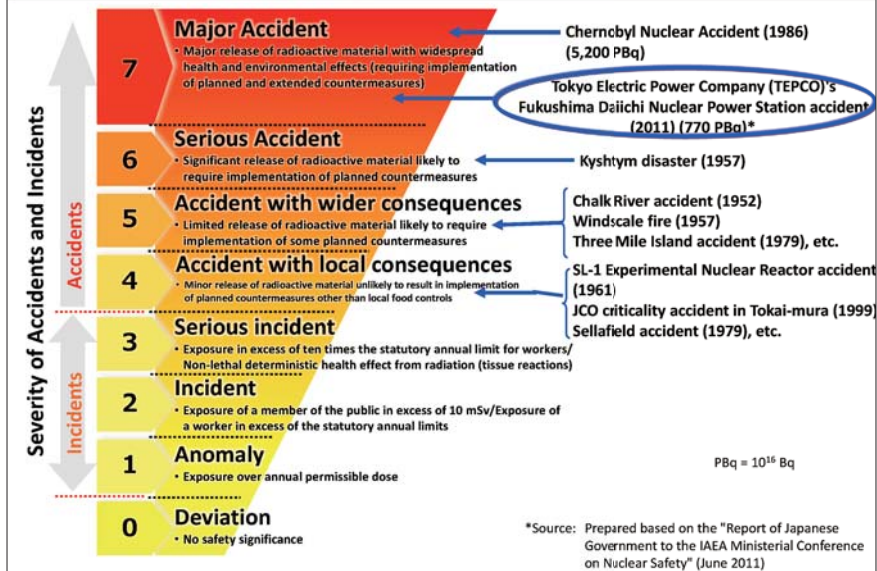 Severity of Accidents and Incidents
Accidents
Incidents
7
Major Accident
• Major release of radioactive material with widespread
health and environmental effects (requiring implementation
of planned and extended countermeasures)
Chernobyl Nuclear Accident (1986)
(5,200 PBq)
Tokyo Electric Power Company (TEPCO)'s
Fukushima Daiichi Nuclear Power Station accident
(2011) (770 PBq)*
6
Serious Accident
• Significant release of radioactive material likely to
require implementation of planned countermeasures
Kyshtym disaster (1957)
5
Accident with wider consequences
• Limited release of radioactive material likely to require
implementation of some planned countermeasures
Chalk River accident (1952)
Windscale fire (1957)
Three Mile Island accident (1979), etc.
4
Accident with local consequences
• Minor release of radioactive material unlikely to result in implementation
of planned countermeasures other than local food controls
SL-1 Experimental Nuclear Reactor accident
(1961)
JCO criticality accident in Tokai-mura (1999)
Sellafield accident (1979), etc.
3
Serious incident
• Exposure in excess of ten times the statutory annual limit for workers/
Non-lethal deterministic health effect from radiation (tissue reactions)
2
Incident
• Exposure of a member of the public in excess of 10 mSv/Exposure of
a worker in excess of the statutory annual limits
1
Anomaly
• Exposure over annual permissible dose
0
Deviation
• No safety significance
PBq = 10¹⁶ Bq
*Source: Prepared based on the "Report of Japanese
Government to the IAEA Ministerial Conference
on Nuclear Safety" (June 2011)